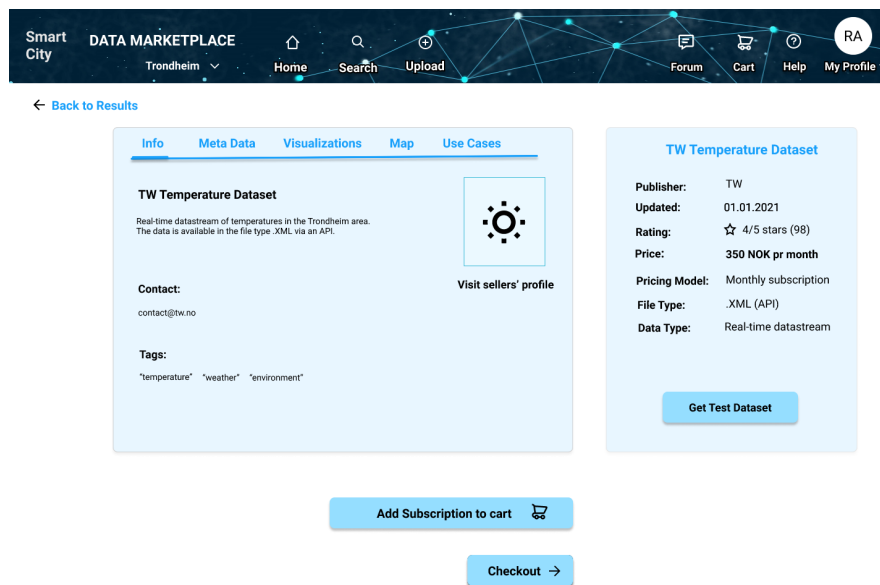 Smart City
DATA MARKETPLACE
Trondheim
Home
Search
Upload
Forum
Cart
Help
RA
My Profile
Back to Results
Info Meta Data Visualizations Map Use Cases
TW Temperature Dataset
Real-time datastream of temperatures in the Trondheim area.
The data is available in the file type .XML via an API.
Visit sellers' profile
Contact:
contact@tw.no
Tags:
"temperature" "weather" "environment"
TW Temperature Dataset
Publisher: TW
Updated: 01.01.2021
Rating: 4/5 stars (98)
Price: 350 NOK pr month
Pricing Model: Monthly subscription
File Type: .XML (API)
Data Type: Real-time datastream
Get Test Dataset
Add Subscription to cart
Checkout